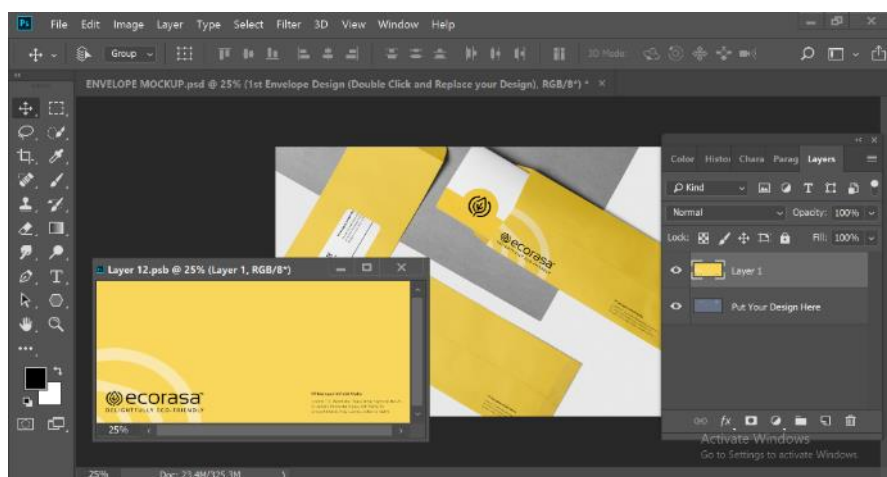 Ps File Edit Image Layer Type Select Filter 3D View Window Help
Group 3D Mode:
ENVELOPE MOCKUP.psd @ 25% (1st Envelope Design (Double Click and Replace your Design), RGB/8*) * ×
Color Histor Chara Parag Layers
Kind T
Normal Opacity: 100%
Lock: Fill: 100%
Layer 1
Put Your Design Here
fx
ecorasa
Layer 12.psb @ 25% (Layer 1, RGB/8*)
ecorasa
DELIGHTFULLY ECO-FRIENDLY
25%
Activate Windows
Go to Settings to activate Windows.
25% Doc: 23.4M/325.3M